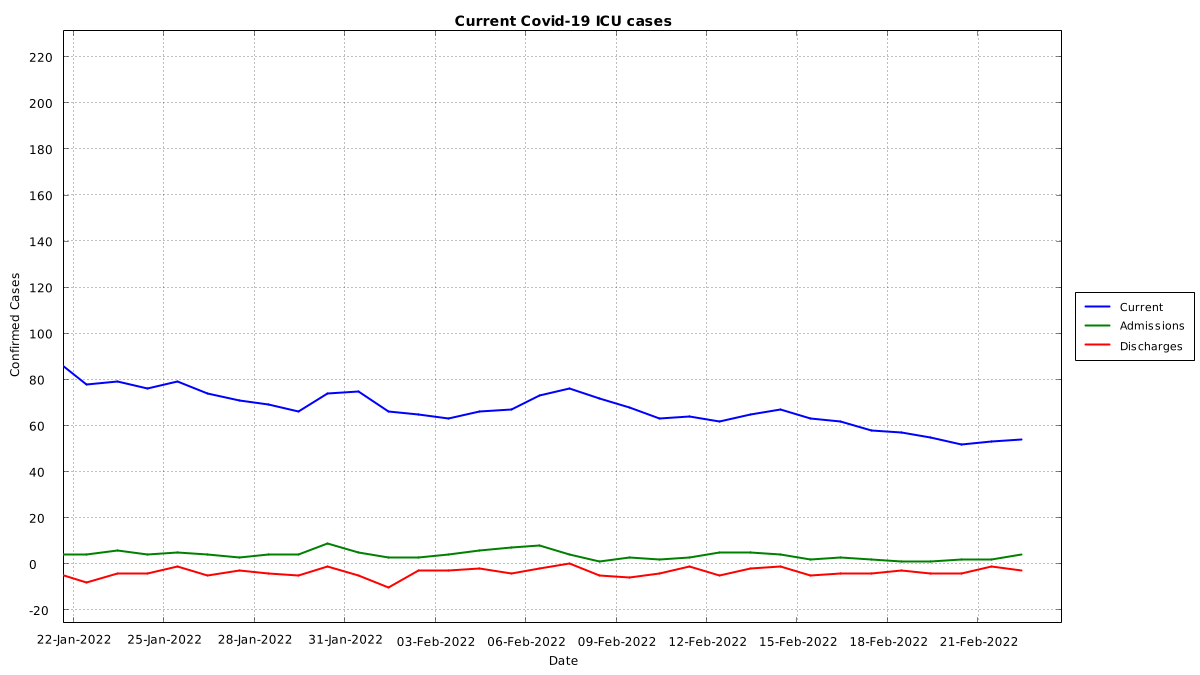 Current Covid-19 ICU cases
220
200
180
160
140
120
100
80
60
40
20
0
-20
Confirmed Cases
22-Jan-2022 25-Jan-2022 28-Jan-2022 31-Jan-2022 03-Feb-2022 06-Feb-2022 09-Feb-2022 12-Feb-2022 15-Feb-2022 18-Feb-2022 21-Feb-2022
Date
Current
Admissions
Discharges